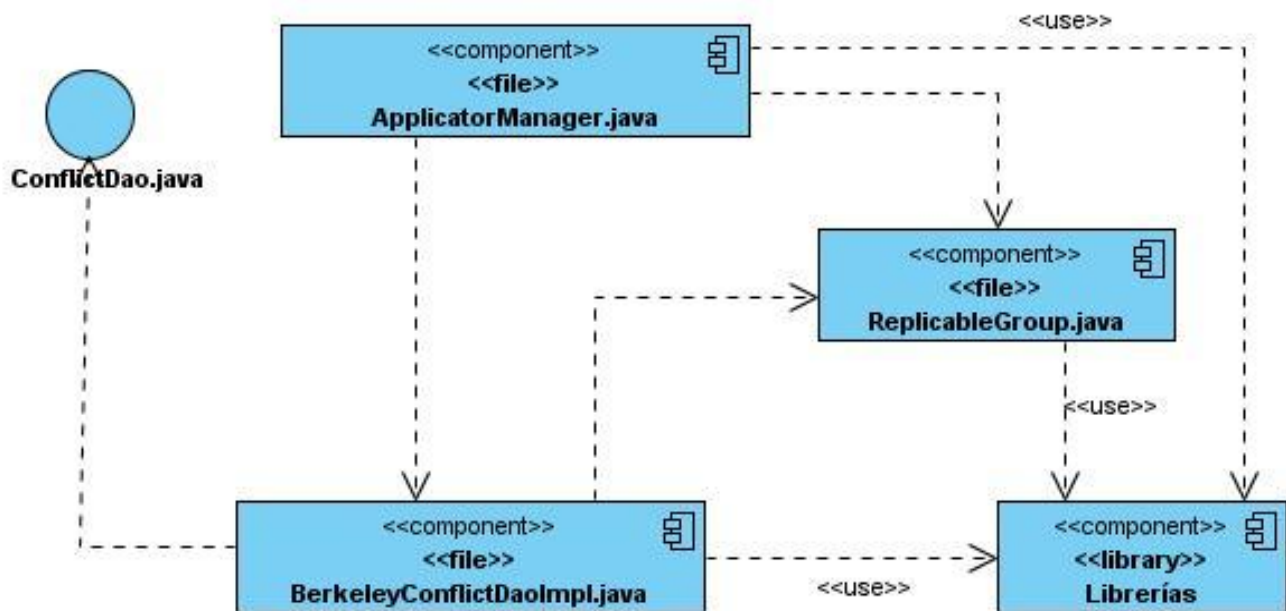 <<use>>
<<component>>
<<file>>
ApplicatorManager.java
ConflictDao.java
<<component>>
<<file>>
ReplicableGroup.java
<<use>>
<<component>>
<<file>>
BerkeleyConflictDaoImpl.java
<<use>>
<<component>>
<<library>>
Librerías